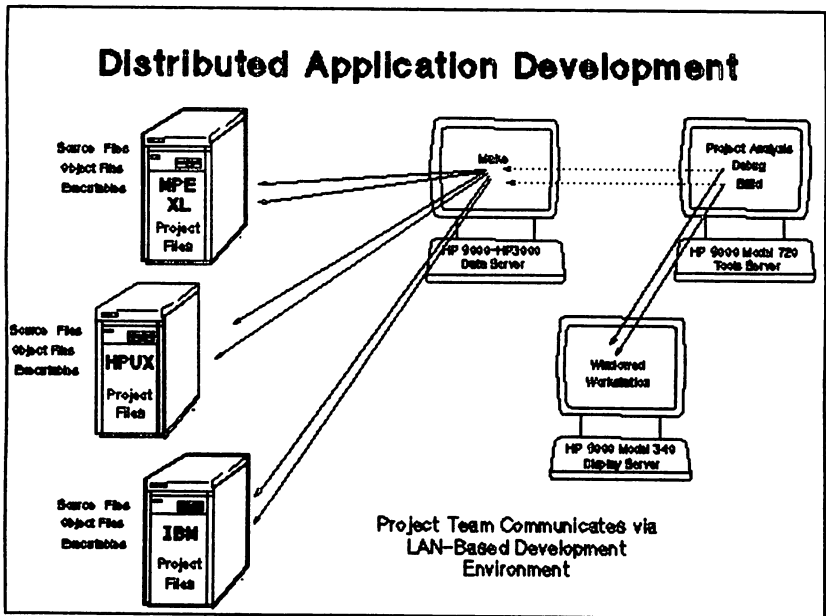 Distributed Application Development
Source Files
Object Files
Executables
MPE
XL
Project
Files
Make
HP 9000-HP3000
Data Server
Project Analysis
Debug
Build
HP 9000 Model 720
Tools Server
Source Files
Object Files
Executables
HPUX
Project
Files
Windowed
Workstation
HP 9000 Model 340
Display Server
Source Files
Object Files
Executables
IBM
Project
Files
Project Team Communicates via
LAN-Based Development
Environment